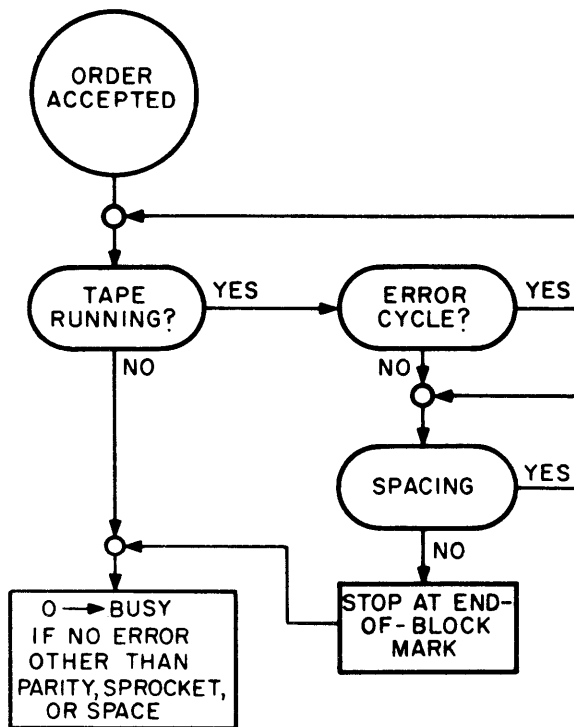 ORDER
ACCEPTED
TAPE
RUNNING?
YES
ERROR
CYCLE?
YES
NO
NO
SPACING
YES
NO
STOP AT END-
OF-BLOCK
MARK
O → BUSY
IF NO ERROR
OTHER THAN
PARITY, SPROCKET,
OR SPACE